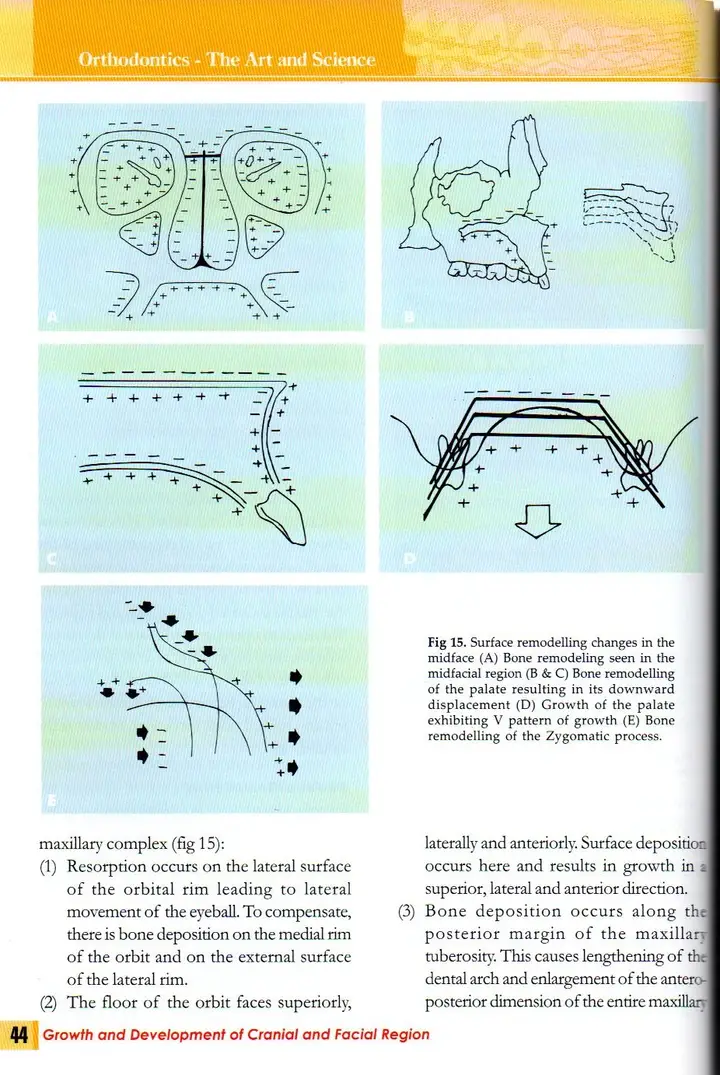 Orthodontics - The Art and Science
A
B
C
D
E
Fig 15. Surface remodelling changes in the
midface (A) Bone remodeling seen in the
midfacial region (B & C) Bone remodelling
of the palate resulting in its downward
displacement (D) Growth of the palate
exhibiting V pattern of growth (E) Bone
remodelling of the Zygomatic process.
maxillary complex (fig 15):
(1) Resorption occurs on the lateral surface
of the orbital rim leading to lateral
movement of the eyeball. To compensate,
there is bone deposition on the medial rim
of the orbit and on the external surface
of the lateral rim.
(2) The floor of the orbit faces superiorly,
laterally and anteriorly. Surface deposition
occurs here and results in growth in a
superior, lateral and anterior direction.
(3) Bone deposition occurs along the
posterior margin of the maxillary
tuberosity. This causes lengthening of the
dental arch and enlargement of the antero-
posterior dimension of the entire maxillary
44 Growth and Development of Cranial and Facial Region